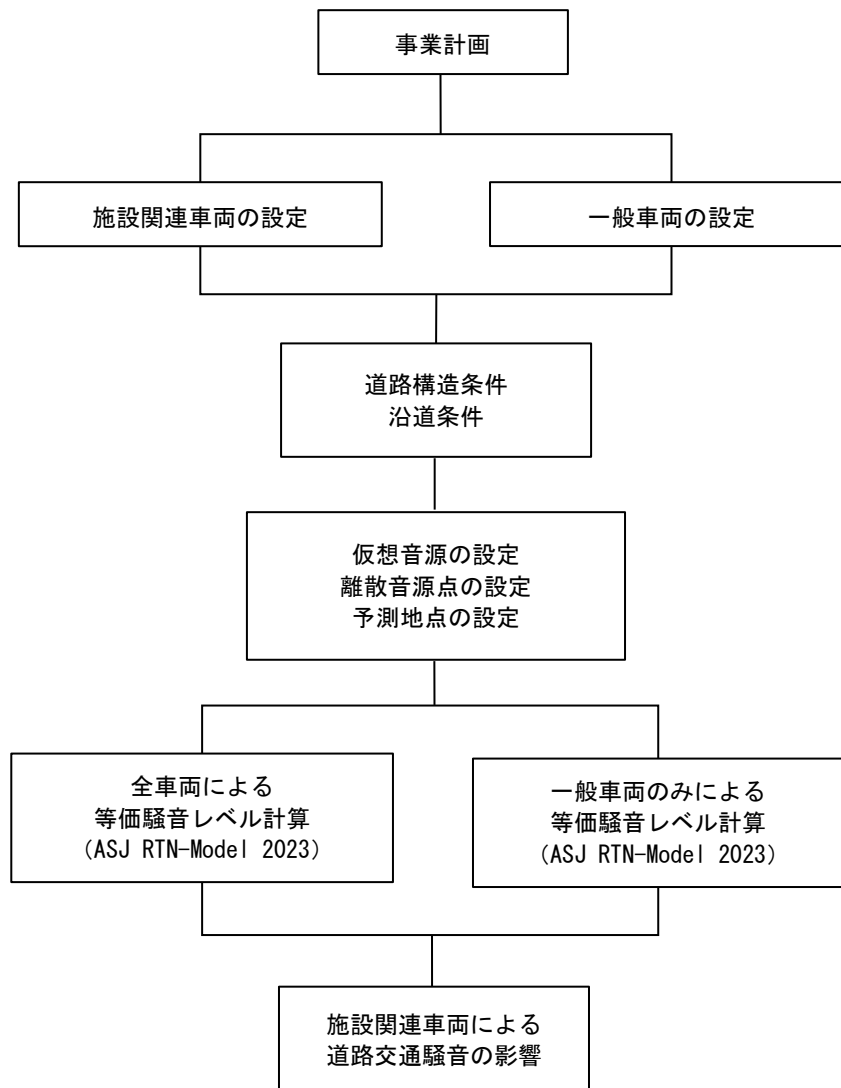 事業計画
施設関連車両の設定
一般車両の設定
道路構造条件
沿道条件
仮想音源の設定
離散音源点の設定
予測地点の設定
全車両による
等価騒音レベル計算
(ASJ RTN-Model 2023)
一般車両のみによる
等価騒音レベル計算
(ASJ RTN-Model 2023)
施設関連車両による
道路交通騒音の影響